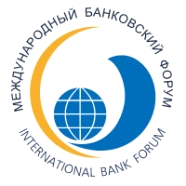 МЕЖДУНАРОДНЫЙ БАНКОВСКИЙ ФОРУМ
INTERNATIONAL BANK FORUM